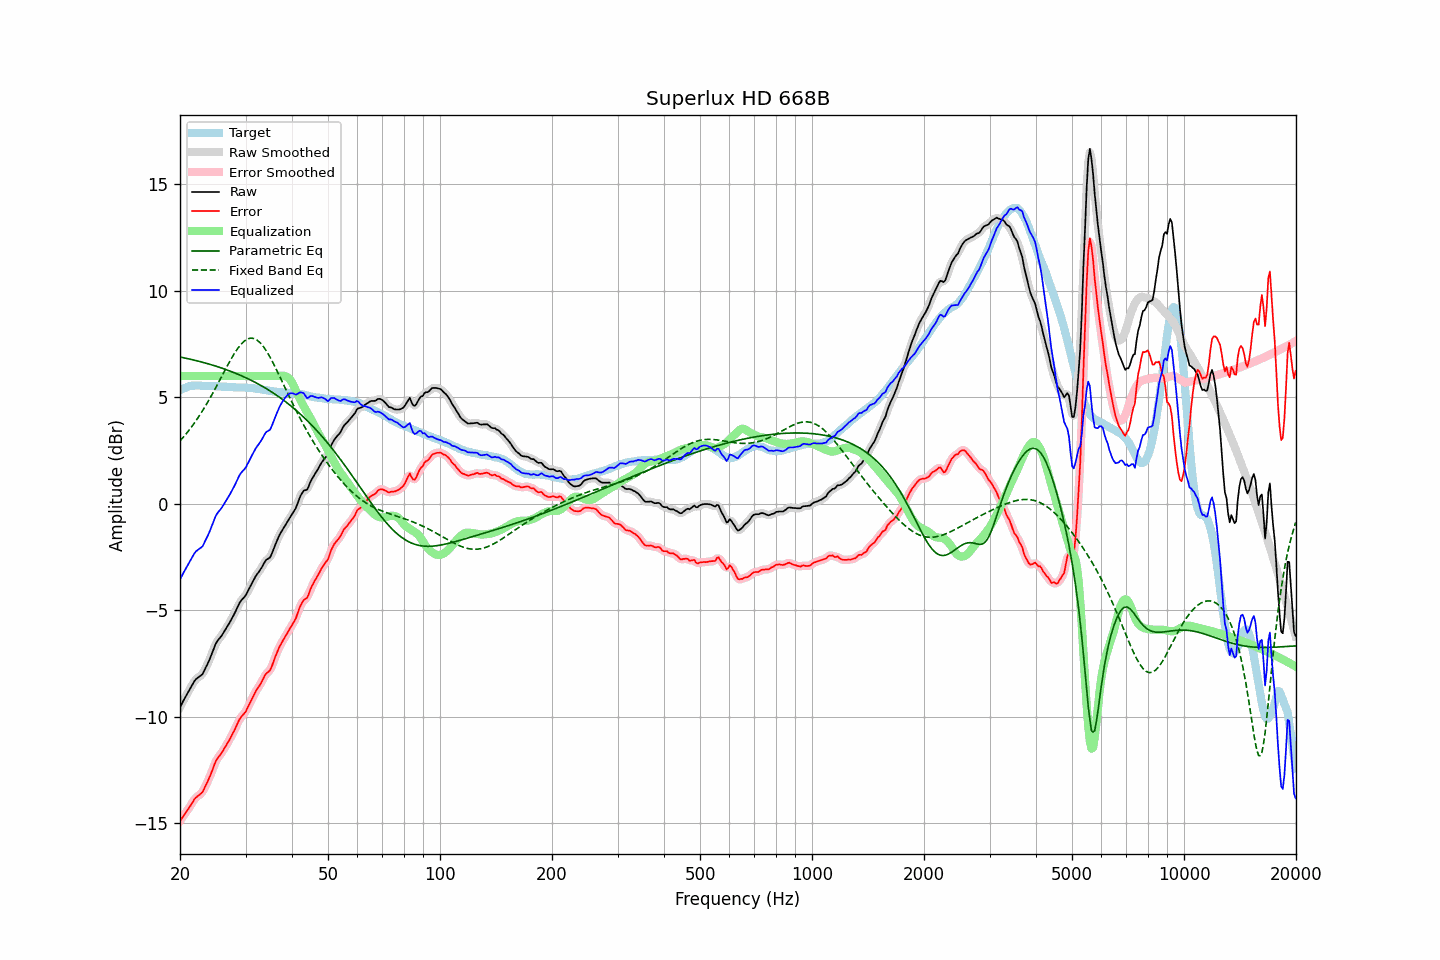 Superlux HD 668B
Target
Raw Smoothed
Error Smoothed
Raw
Error
Equalization
Parametric Eq
Fixed Band Eq
Equalized
Amplitude (dBr)
15
10
5
0
−5
−10
−15
20 50 100 200 500 1000 2000 5000 10000 20000
Frequency (Hz)